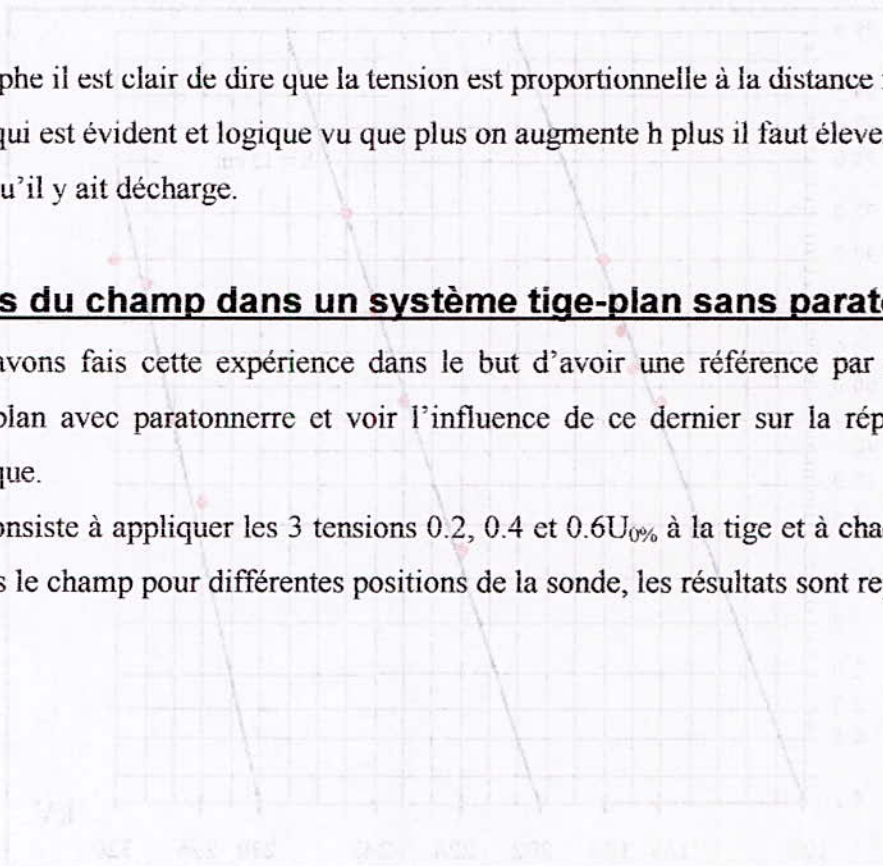 phe il est clair de dire que la tension est proportionnelle à la distance
qui est évident et logique vu que plus on augmente h plus il faut éleve
u'il y ait décharge.
s du champ dans un système tige-plan sans parat
avons fais cette expérience dans le but d'avoir une référence par
plan avec paratonnerre et voir l'influence de ce dernier sur la rép
que.
onsiste à appliquer les 3 tensions 0.2, 0.4 et 0.6U0% à la tige et à cha
s le champ pour différentes positions de la sonde, les résultats sont re